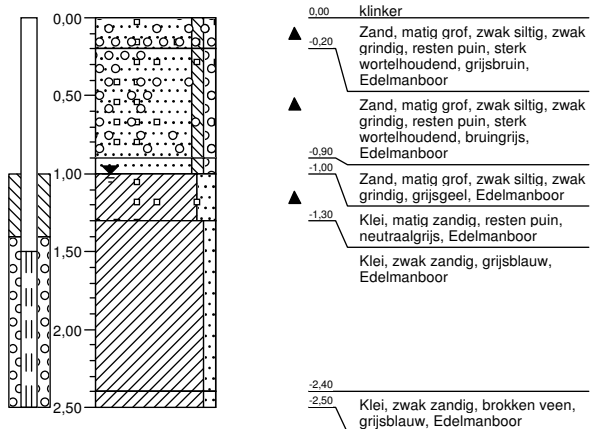 0,00
0,50
1,00
1,50
2,00
2,50
0,00 klinker
Zand, matig grof, zwak siltig, zwak
-0,20 grindig, resten puin, sterk
wortelhoudend, grijsbruin,
Edelmanboor
Zand, matig grof, zwak siltig, zwak
grindig, resten puin, sterk
wortelhoudend, bruingrijs,
-0,90 Edelmanboor
-1,00 Zand, matig grof, zwak siltig, zwak
grindig, grijsgeel, Edelmanboor
-1,30 Klei, matig zandig, resten puin,
neutraalgrijs, Edelmanboor
Klei, zwak zandig, grijsblauw,
Edelmanboor
-2,40
-2,50 Klei, zwak zandig, brokken veen,
grijsblauw, Edelmanboor